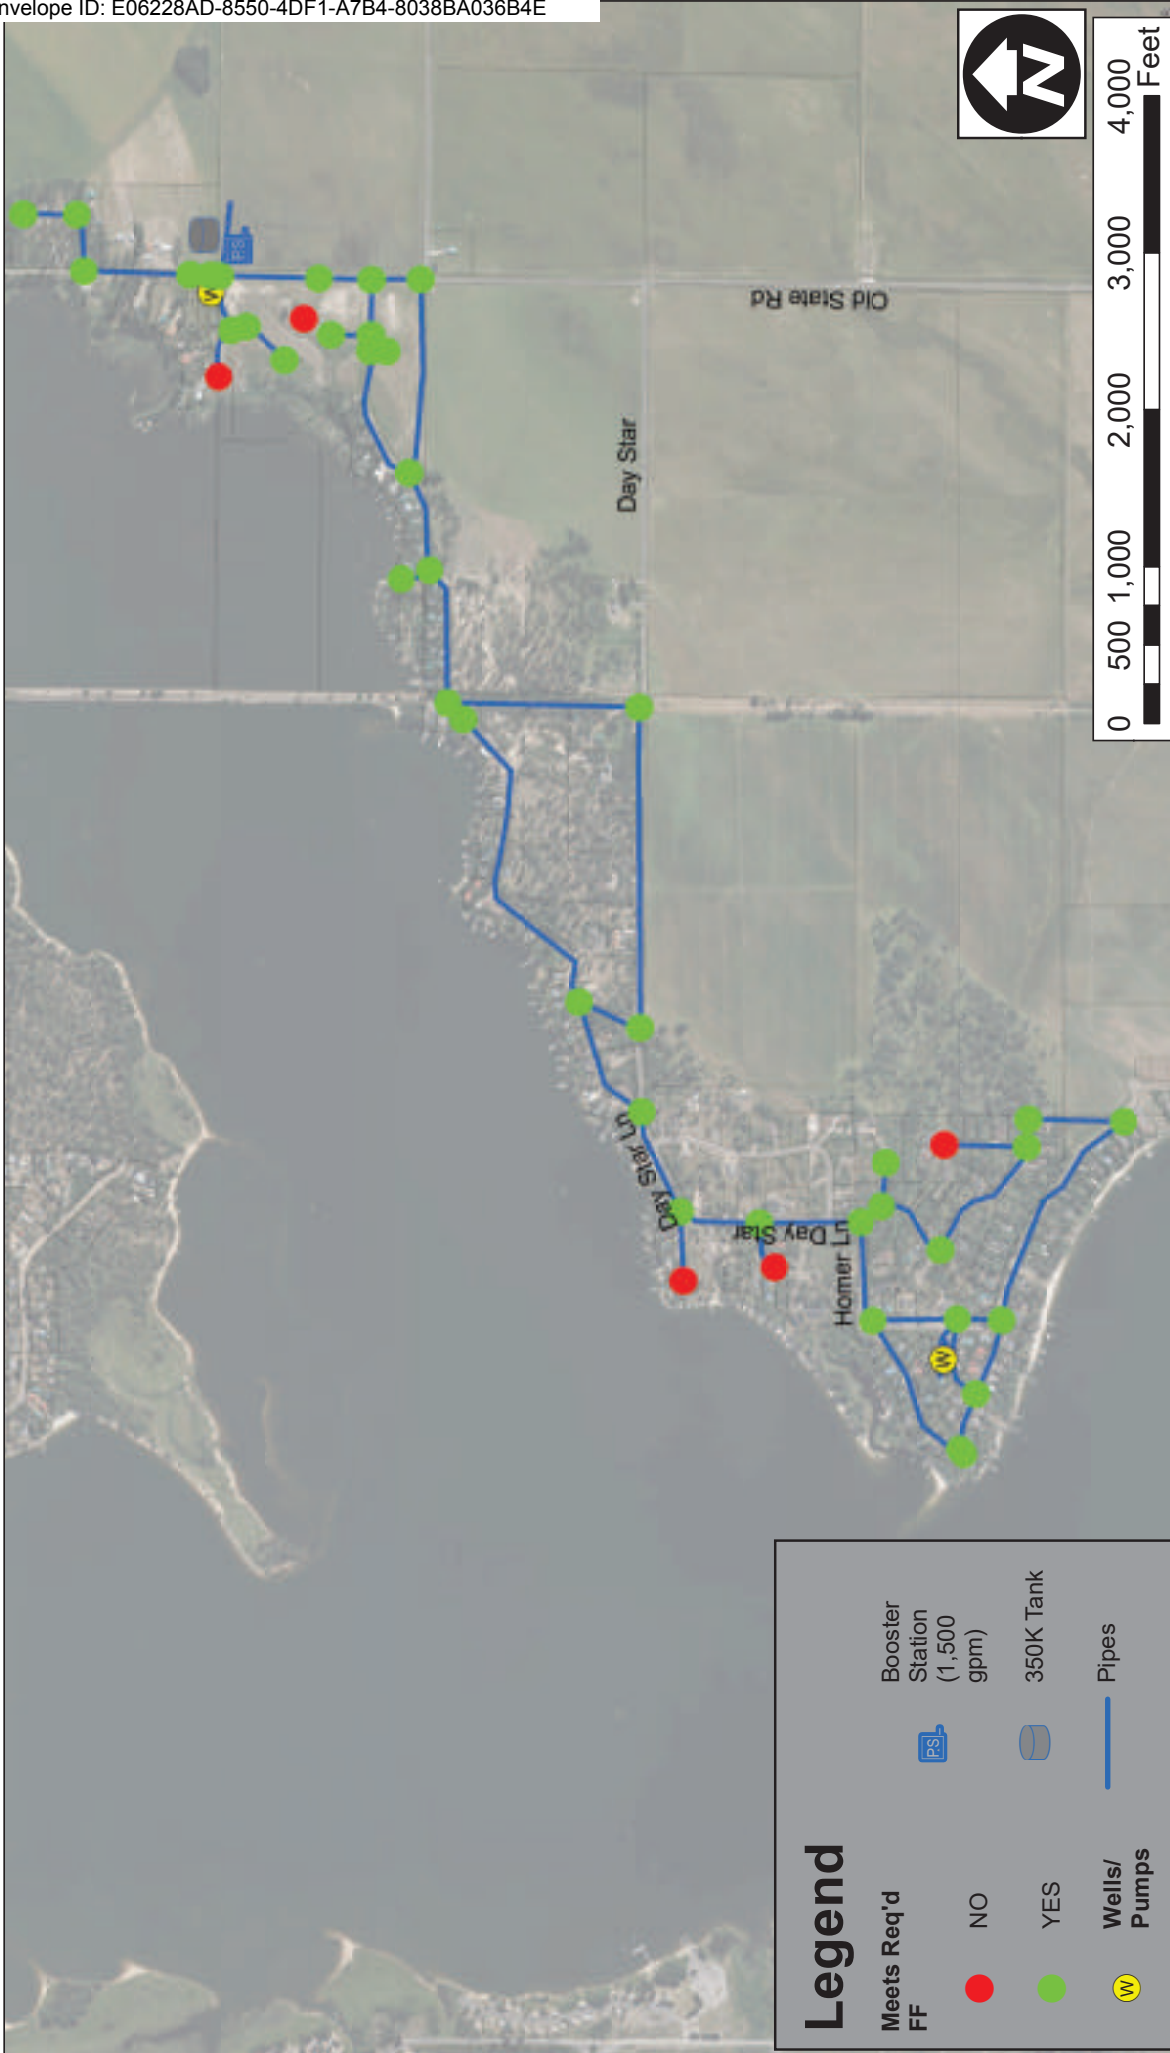 nvelope ID: E06228AD-8550-4DF1-A7B4-8038BA036B4E
N
0 500 1,000 2,000 3,000 4,000
Feet
PS
W
Old State Rd
Day Star
Day Star Ln
Day Star
Homer Ln
W
Legend
Meets Req'd
FF
NO
YES
W
Wells/
Pumps
PS
Booster
Station
(1,500
gpm)
350K Tank
Pipes